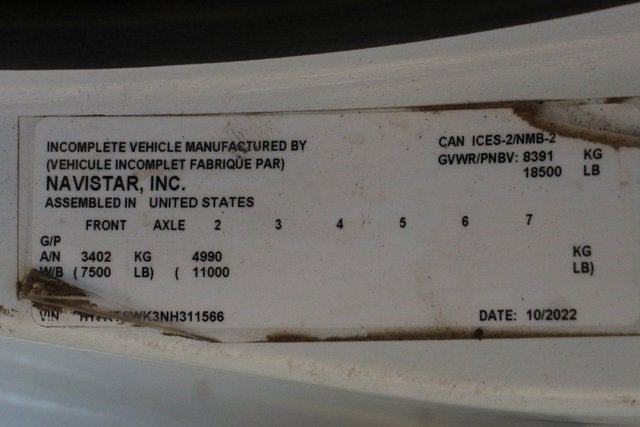 INCOMPLETE VEHICLE MANUFACTURED BY
(VEHICULE INCOMPLET FABRIQUE PAR)
NAVISTAR, INC.
ASSEMBLED IN UNITED STATES
CAN ICES-2/NMB-2
GVWR/PNBV: 8391 KG
18500 LB
FRONT AXLE 2 3 4 5 6 7
G/P
A/N 3402 KG 4990 KG
W/B (7500 LB) ( 11000 LB)
VIN WK3NH311566
DATE: 10/2022